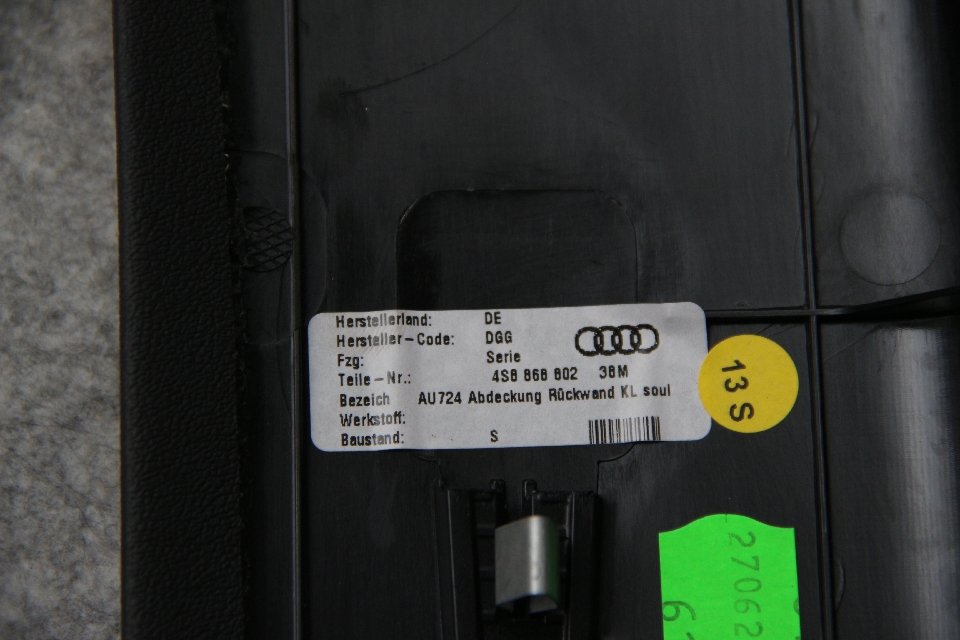 Herstellerland: DE
Hersteller-Code: DGG
Fzg: Serie
Teile-Nr.: 4S8 868 802 38M
Bezeich AU724 Abdeckung Rückwand KL soul
Werkstoff:
Baustand: S
13 S
27062